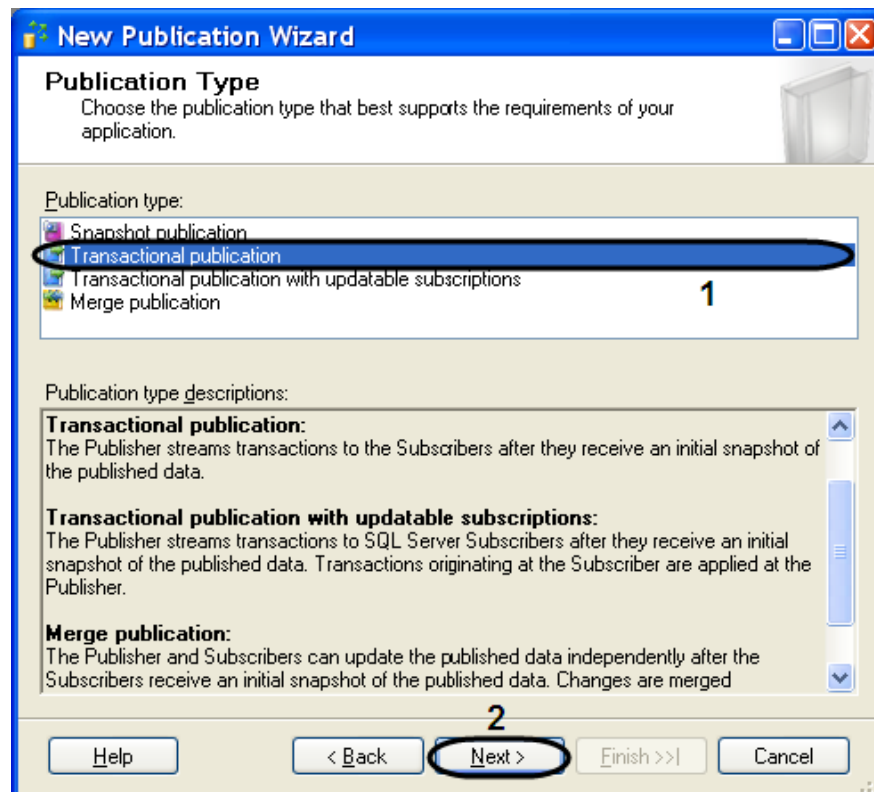 New Publication Wizard
Publication Type
Choose the publication type that best supports the requirements of your
application.
Publication type:
Snapshot publication
Transactional publication
Transactional publication with updatable subscriptions
1
Merge publication
Publication type descriptions:
Transactional publication:
The Publisher streams transactions to the Subscribers after they receive an initial snapshot of
the published data.
Transactional publication with updatable subscriptions:
The Publisher streams transactions to SQL Server Subscribers after they receive an initial
snapshot of the published data. Transactions originating at the Subscriber are applied at the
Publisher.
Merge publication:
The Publisher and Subscribers can update the published data independently after the
Subscribers receive an initial snapshot of the published data. Changes are merged
2
Help
< Back
Next >
Finish >>|
Cancel